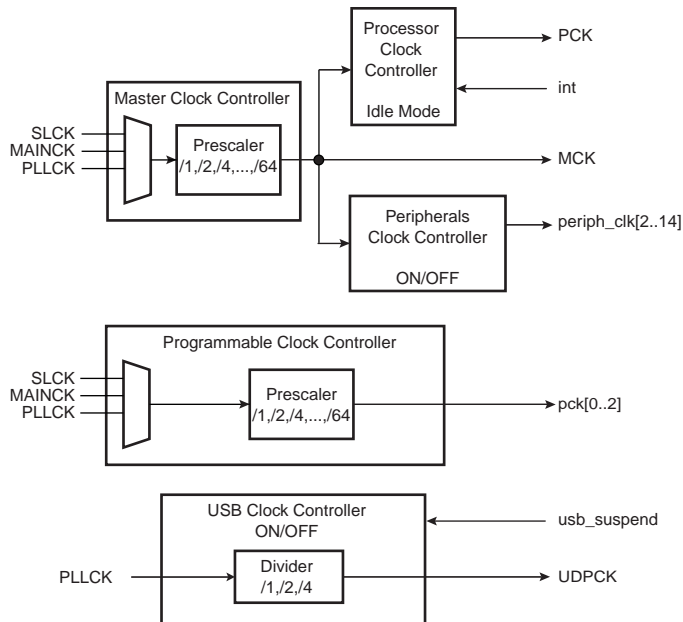 Processor
Clock
Controller
Idle Mode
PCK
int
Master Clock Controller
SLCK
MAINCK
PLLCK
Prescaler
/1,/2,/4,...,/64
MCK
Peripherals
Clock Controller
ON/OFF
periph_clk[2..14]
Programmable Clock Controller
SLCK
MAINCK
PLLCK
Prescaler
/1,/2,/4,...,/64
pck[0..2]
USB Clock Controller
ON/OFF
usb_suspend
PLLCK
Divider
/1,/2,/4
UDPCK